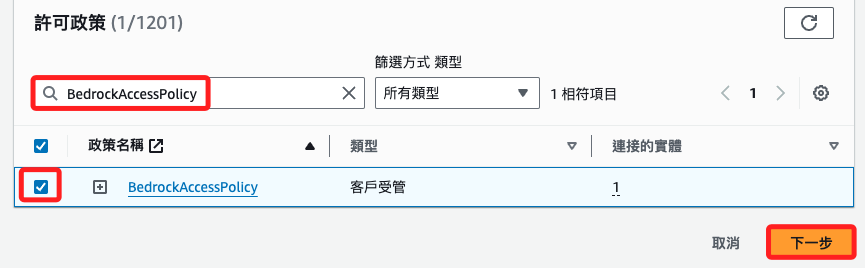 許可政策 (1/1201)
篩選方式 類型
BedrockAccessPolicy 所有類型 1 相符項目 1
政策名稱 類型 連接的實體
BedrockAccessPolicy 客戶受管 1
取消 下一步